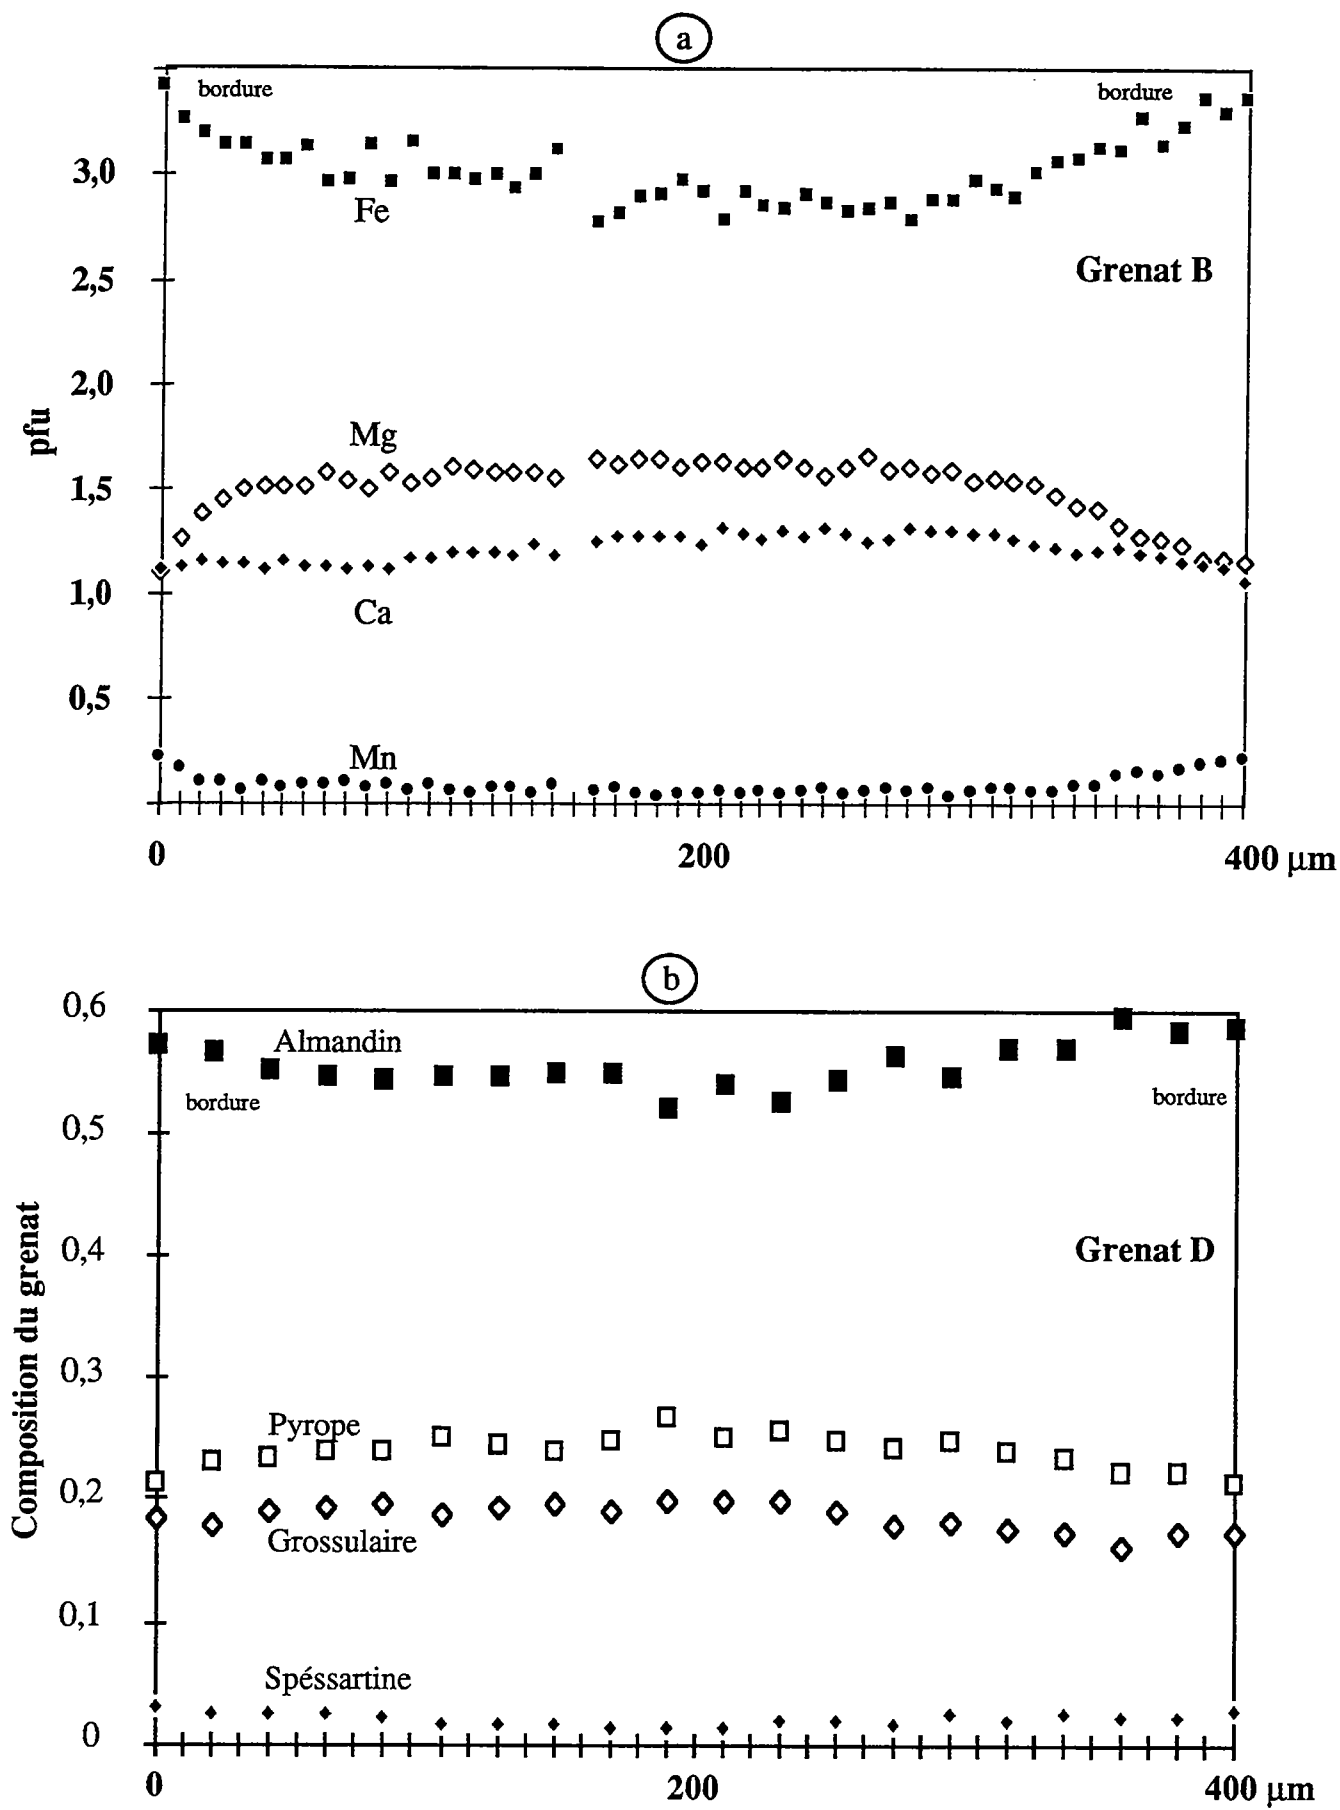 a
bordure
bordure
3,0
Fe
2,5
Grenat B
2,0
pfu
Mg
1,5
1,0
Ca
0,5
Mn
0
200
400 µm
b
0,6
Almandin
bordure
bordure
0,5
Composition du grenat
0,4
Grenat D
0,3
Pyrope
0,2
Grossulaire
0,1
Spéssartine
0
0
200
400 µm